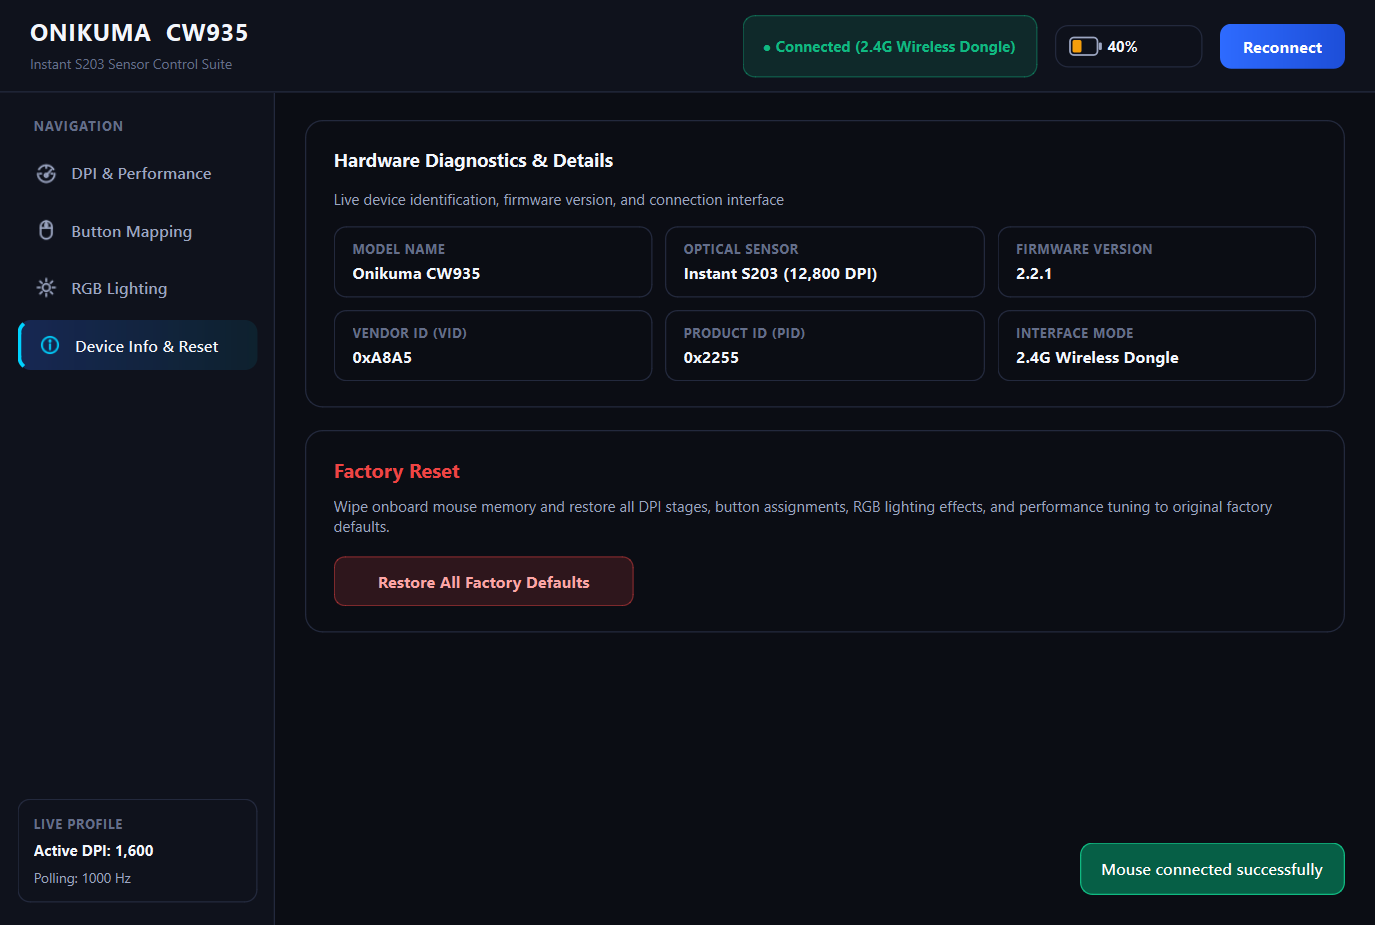 ONIKUMA CW935
Instant S203 Sensor Control Suite
● Connected (2.4G Wireless Dongle)
40%
Reconnect
NAVIGATION
DPI & Performance
Button Mapping
RGB Lighting
Device Info & Reset
LIVE PROFILE
Active DPI: 1,600
Polling: 1000 Hz
Hardware Diagnostics & Details
Live device identification, firmware version, and connection interface
MODEL NAME
Onikuma CW935
OPTICAL SENSOR
Instant S203 (12,800 DPI)
FIRMWARE VERSION
2.2.1
VENDOR ID (VID)
0xA8A5
PRODUCT ID (PID)
0x2255
INTERFACE MODE
2.4G Wireless Dongle
Factory Reset
Wipe onboard mouse memory and restore all DPI stages, button assignments, RGB lighting effects, and performance tuning to original factory
defaults.
Restore All Factory Defaults
Mouse connected successfully